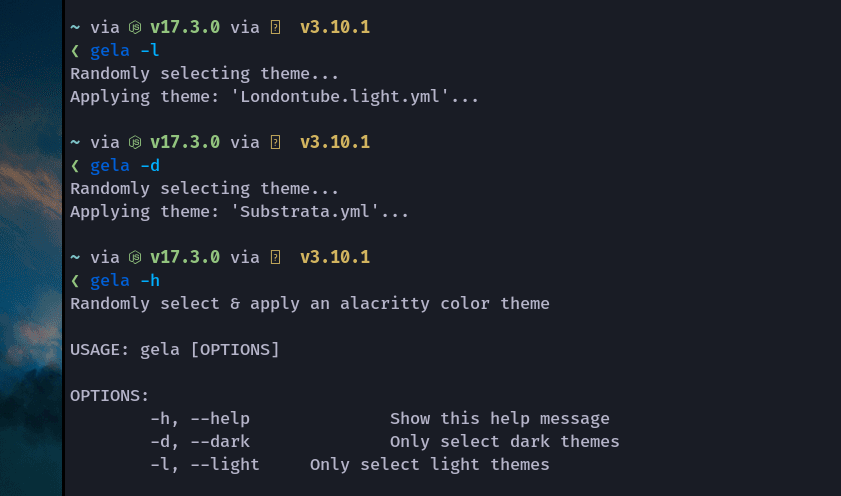 ~ via v17.3.0 via v3.10.1
❮ gela -l
Randomly selecting theme...
Applying theme: 'Londontube.light.yml'...
~ via v17.3.0 via v3.10.1
❮ gela -d
Randomly selecting theme...
Applying theme: 'Substrata.yml'...
~ via v17.3.0 via v3.10.1
❮ gela -h
Randomly select & apply an alacritty color theme
USAGE: gela [OPTIONS]
OPTIONS:
-h, --help Show this help message
-d, --dark Only select dark themes
-l, --light Only select light themes